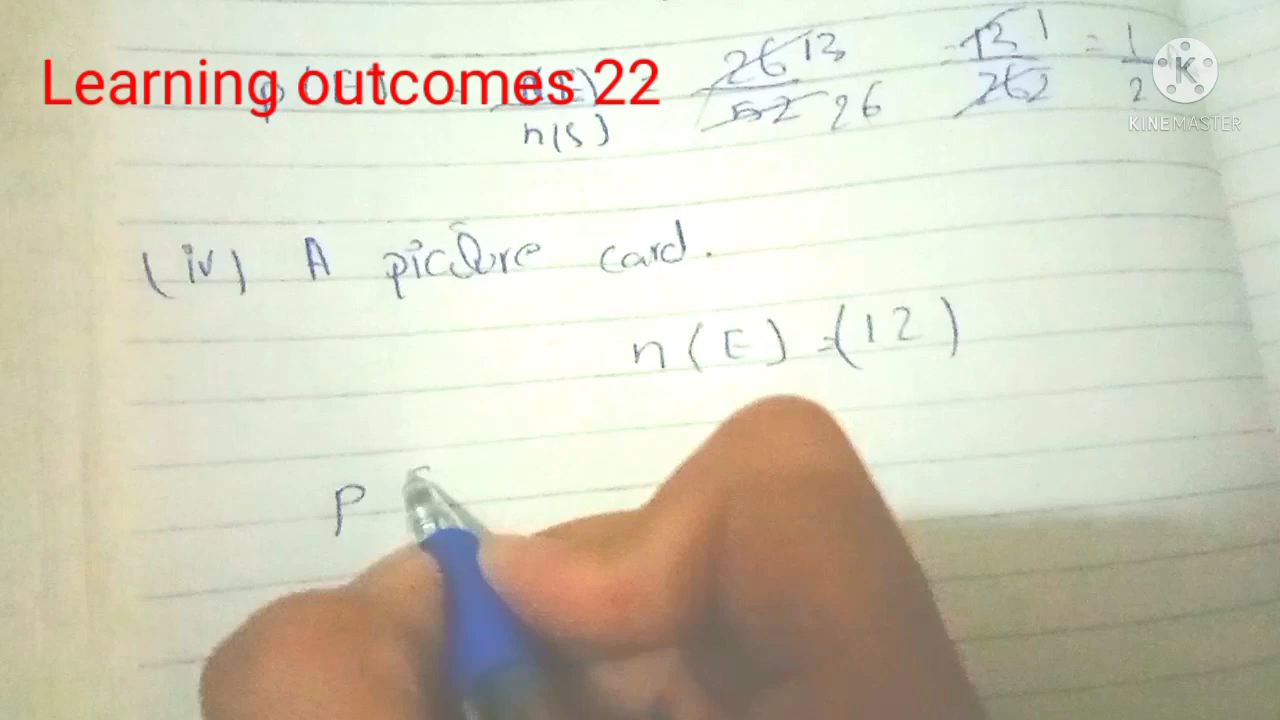 Learning outcomes 22
n(S) 26 13 / 52 26 = 13 1 / 26 2 = 1 / 2
KINEMASTER
(iv) A picture card.
n(E) = (12)
P